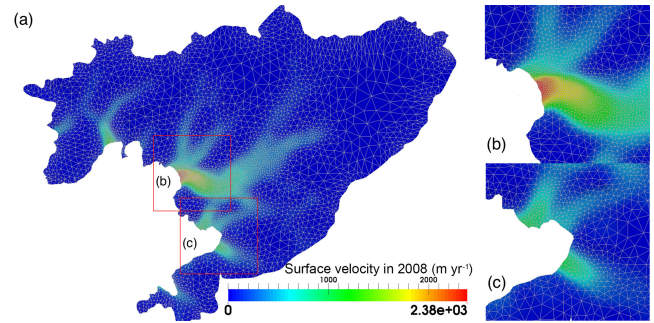 (a)
(b)
(c)
Surface velocity in 2008 (m yr⁻¹)
1000 2000
0 2.38e+03
(b)
(c)